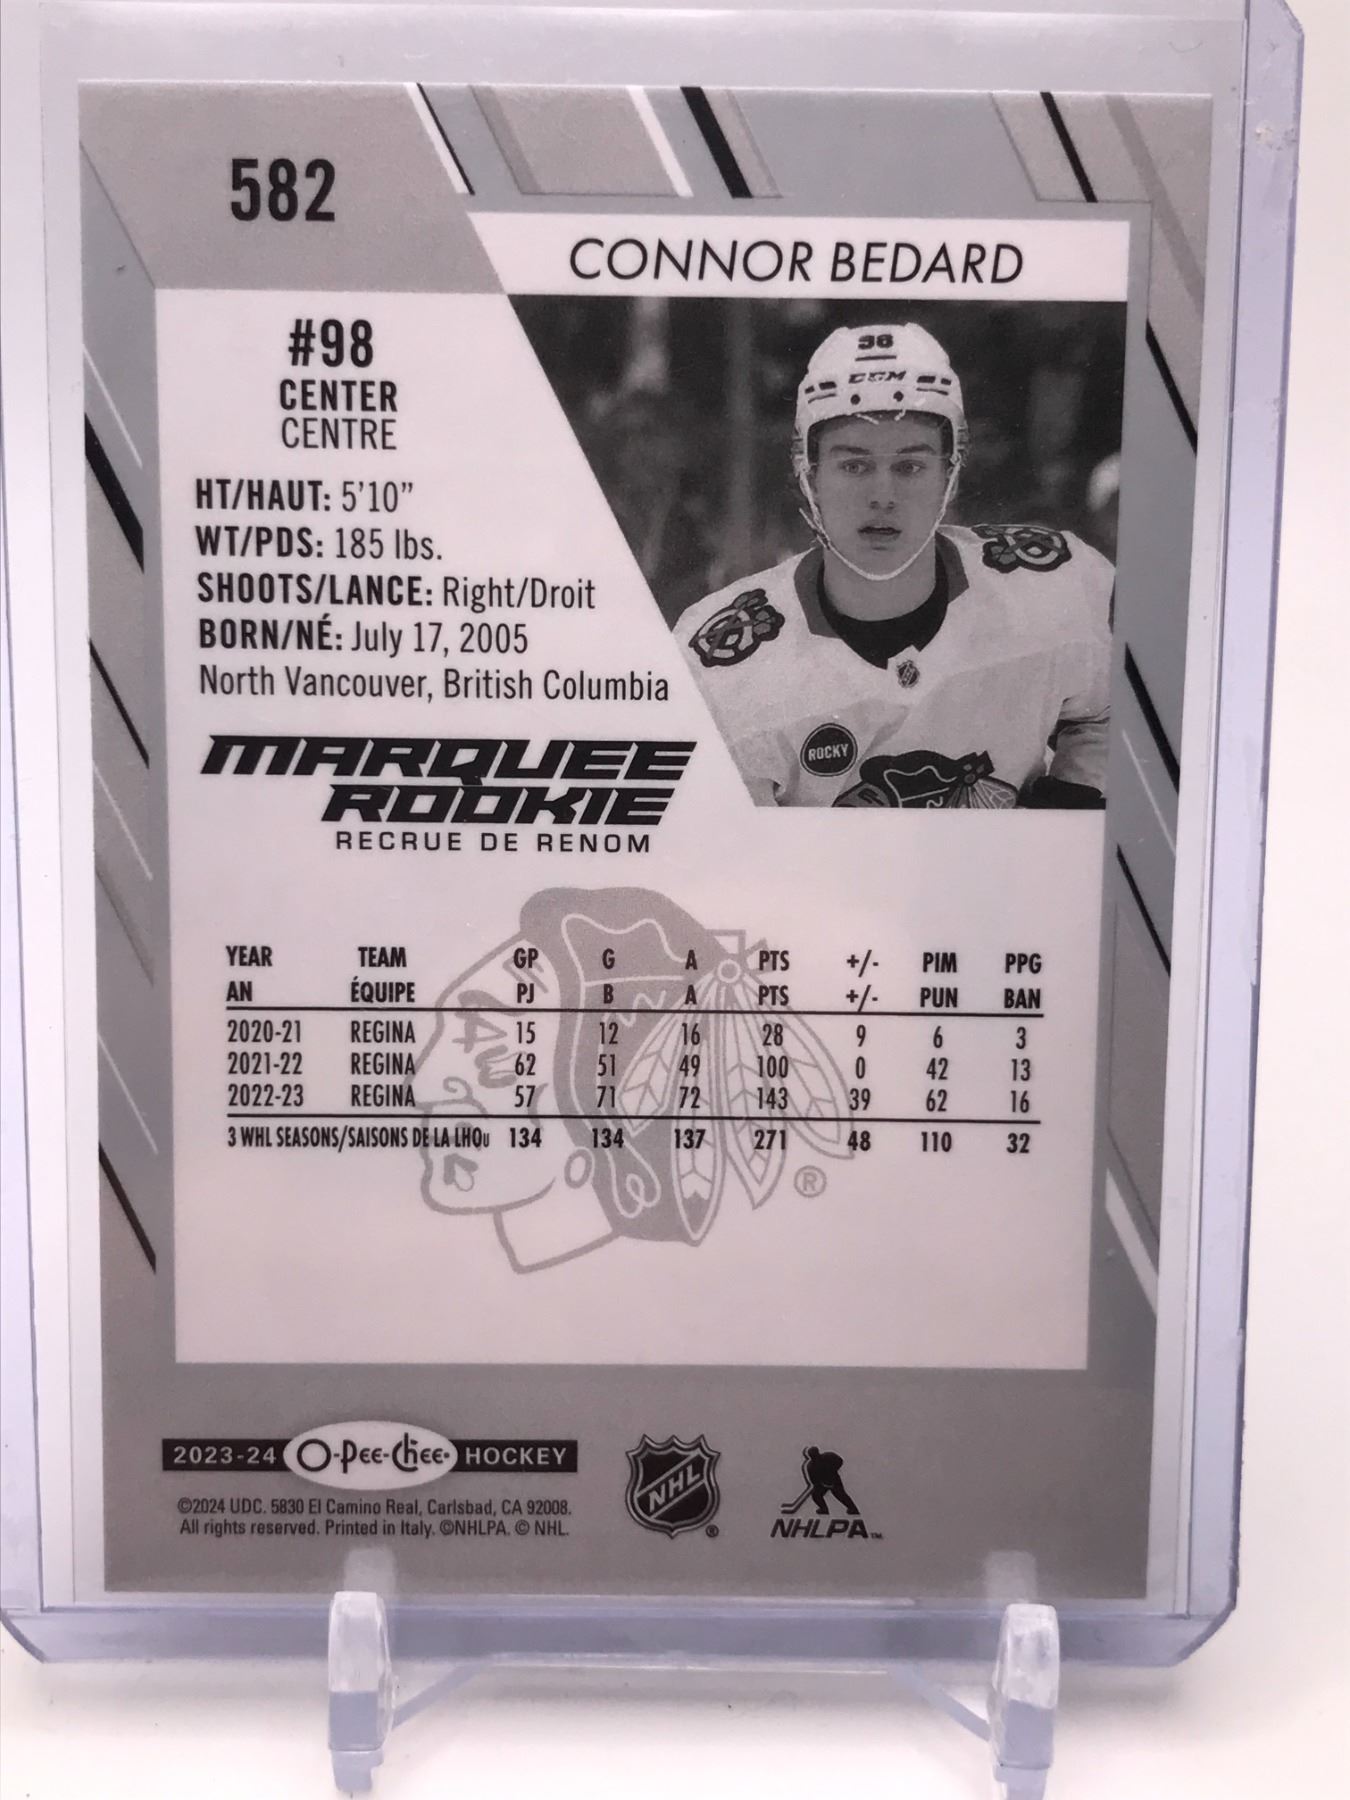 582
CONNOR BEDARD
#98
CENTER
CENTRE
HT/HAUT: 5'10"
WT/PDS: 185 lbs.
SHOOTS/LANCE: Right/Droit
BORN/NÉ: July 17, 2005
North Vancouver, British Columbia
98
CCM
ROCKY
MARQUEE
ROOKIE
RECRUE DE RENOM
YEAR TEAM GP G A PTS +/- PIM PPG
AN ÉQUIPE PJ B A PTS +/- PUN BAN
2020-21 REGINA 15 12 16 28 9 6 3
2021-22 REGINA 62 51 49 100 0 42 13
2022-23 REGINA 57 71 72 143 39 62 16
3 WHL SEASONS/SAISONS DE LA LHOu 134 134 137 271 48 110 32
®
2023-24 O-Pee-Chee® HOCKEY
©2024 UDC. 5830 El Camino Real, Carlsbad, CA 92008.
All rights reserved. Printed in Italy. ©NHLPA. © NHL.
NHL ®
NHLPA™